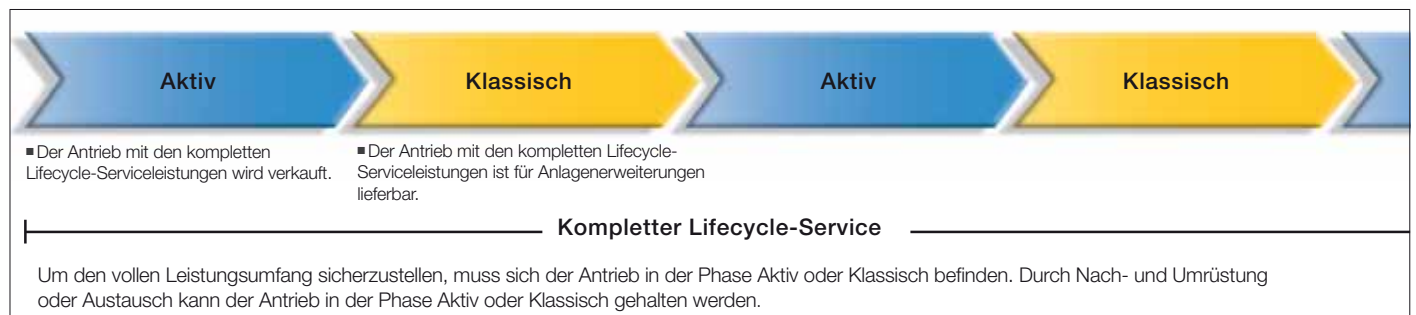 Aktiv
Klassisch
Aktiv
Klassisch
▪ Der Antrieb mit den kompletten
Lifecycle-Serviceleistungen wird verkauft.
▪ Der Antrieb mit den kompletten Lifecycle-
Serviceleistungen ist für Anlagenerweiterungen
lieferbar.
Kompletter Lifecycle-Service
Um den vollen Leistungsumfang sicherzustellen, muss sich der Antrieb in der Phase Aktiv oder Klassisch befinden. Durch Nach- und Umrüstung
oder Austausch kann der Antrieb in der Phase Aktiv oder Klassisch gehalten werden.